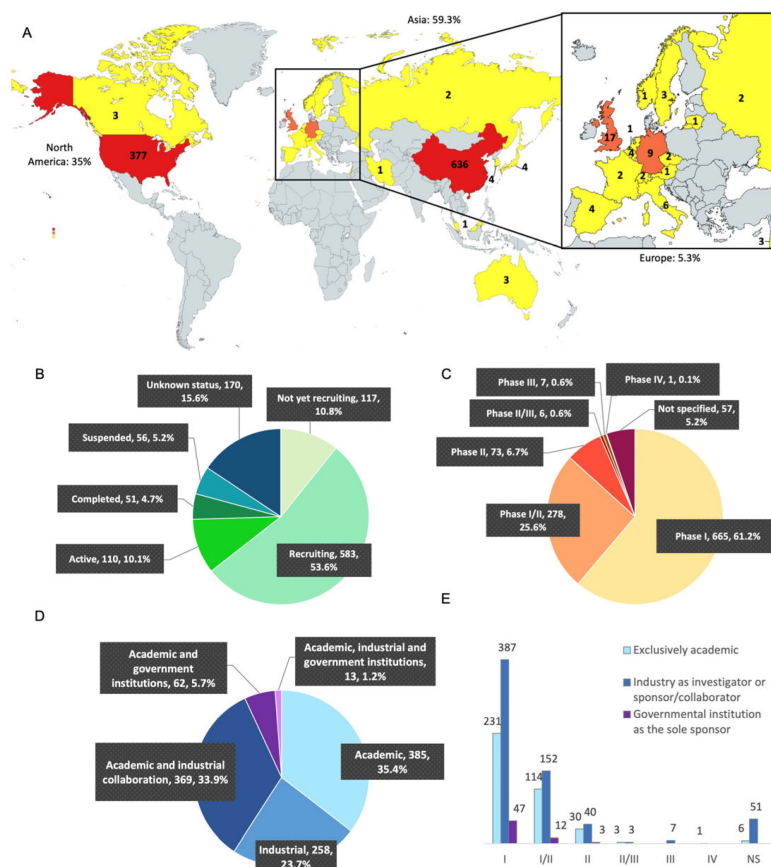 A
Asia: 59.3%
3
377
North
America: 35%
2
636
1
4
4
1
3
1
3
2
1
17
1
4
9
2
2
2
1
4
6
3
Europe: 5.3%
B
Unknown status, 170,
15.6%
Not yet recruiting, 117,
10.8%
Suspended, 56, 5.2%
Completed, 51, 4.7%
Active, 110, 10.1%
Recruiting, 583,
53.6%
C
Phase III, 7, 0.6%
Phase IV, 1, 0.1%
Phase II/III, 6, 0.6%
Not specified, 57,
5.2%
Phase II, 73, 6.7%
Phase I/II, 278,
25.6%
Phase I, 665, 61.2%
D
Academic and
government
institutions, 62, 5.7%
Academic, industrial and
government institutions,
13, 1.2%
Academic and industrial
collaboration, 369, 33.9%
Academic, 385,
35.4%
Industrial, 258,
23.7%
E
387
231
47
114
152
12
30
40
3
3
3
7
1
6
51
Exclusively academic
Industry as investigator or
sponsor/collaborator
Governmental institution
as the sole sponsor
I
I/II
II
II/III
III
IV
NS